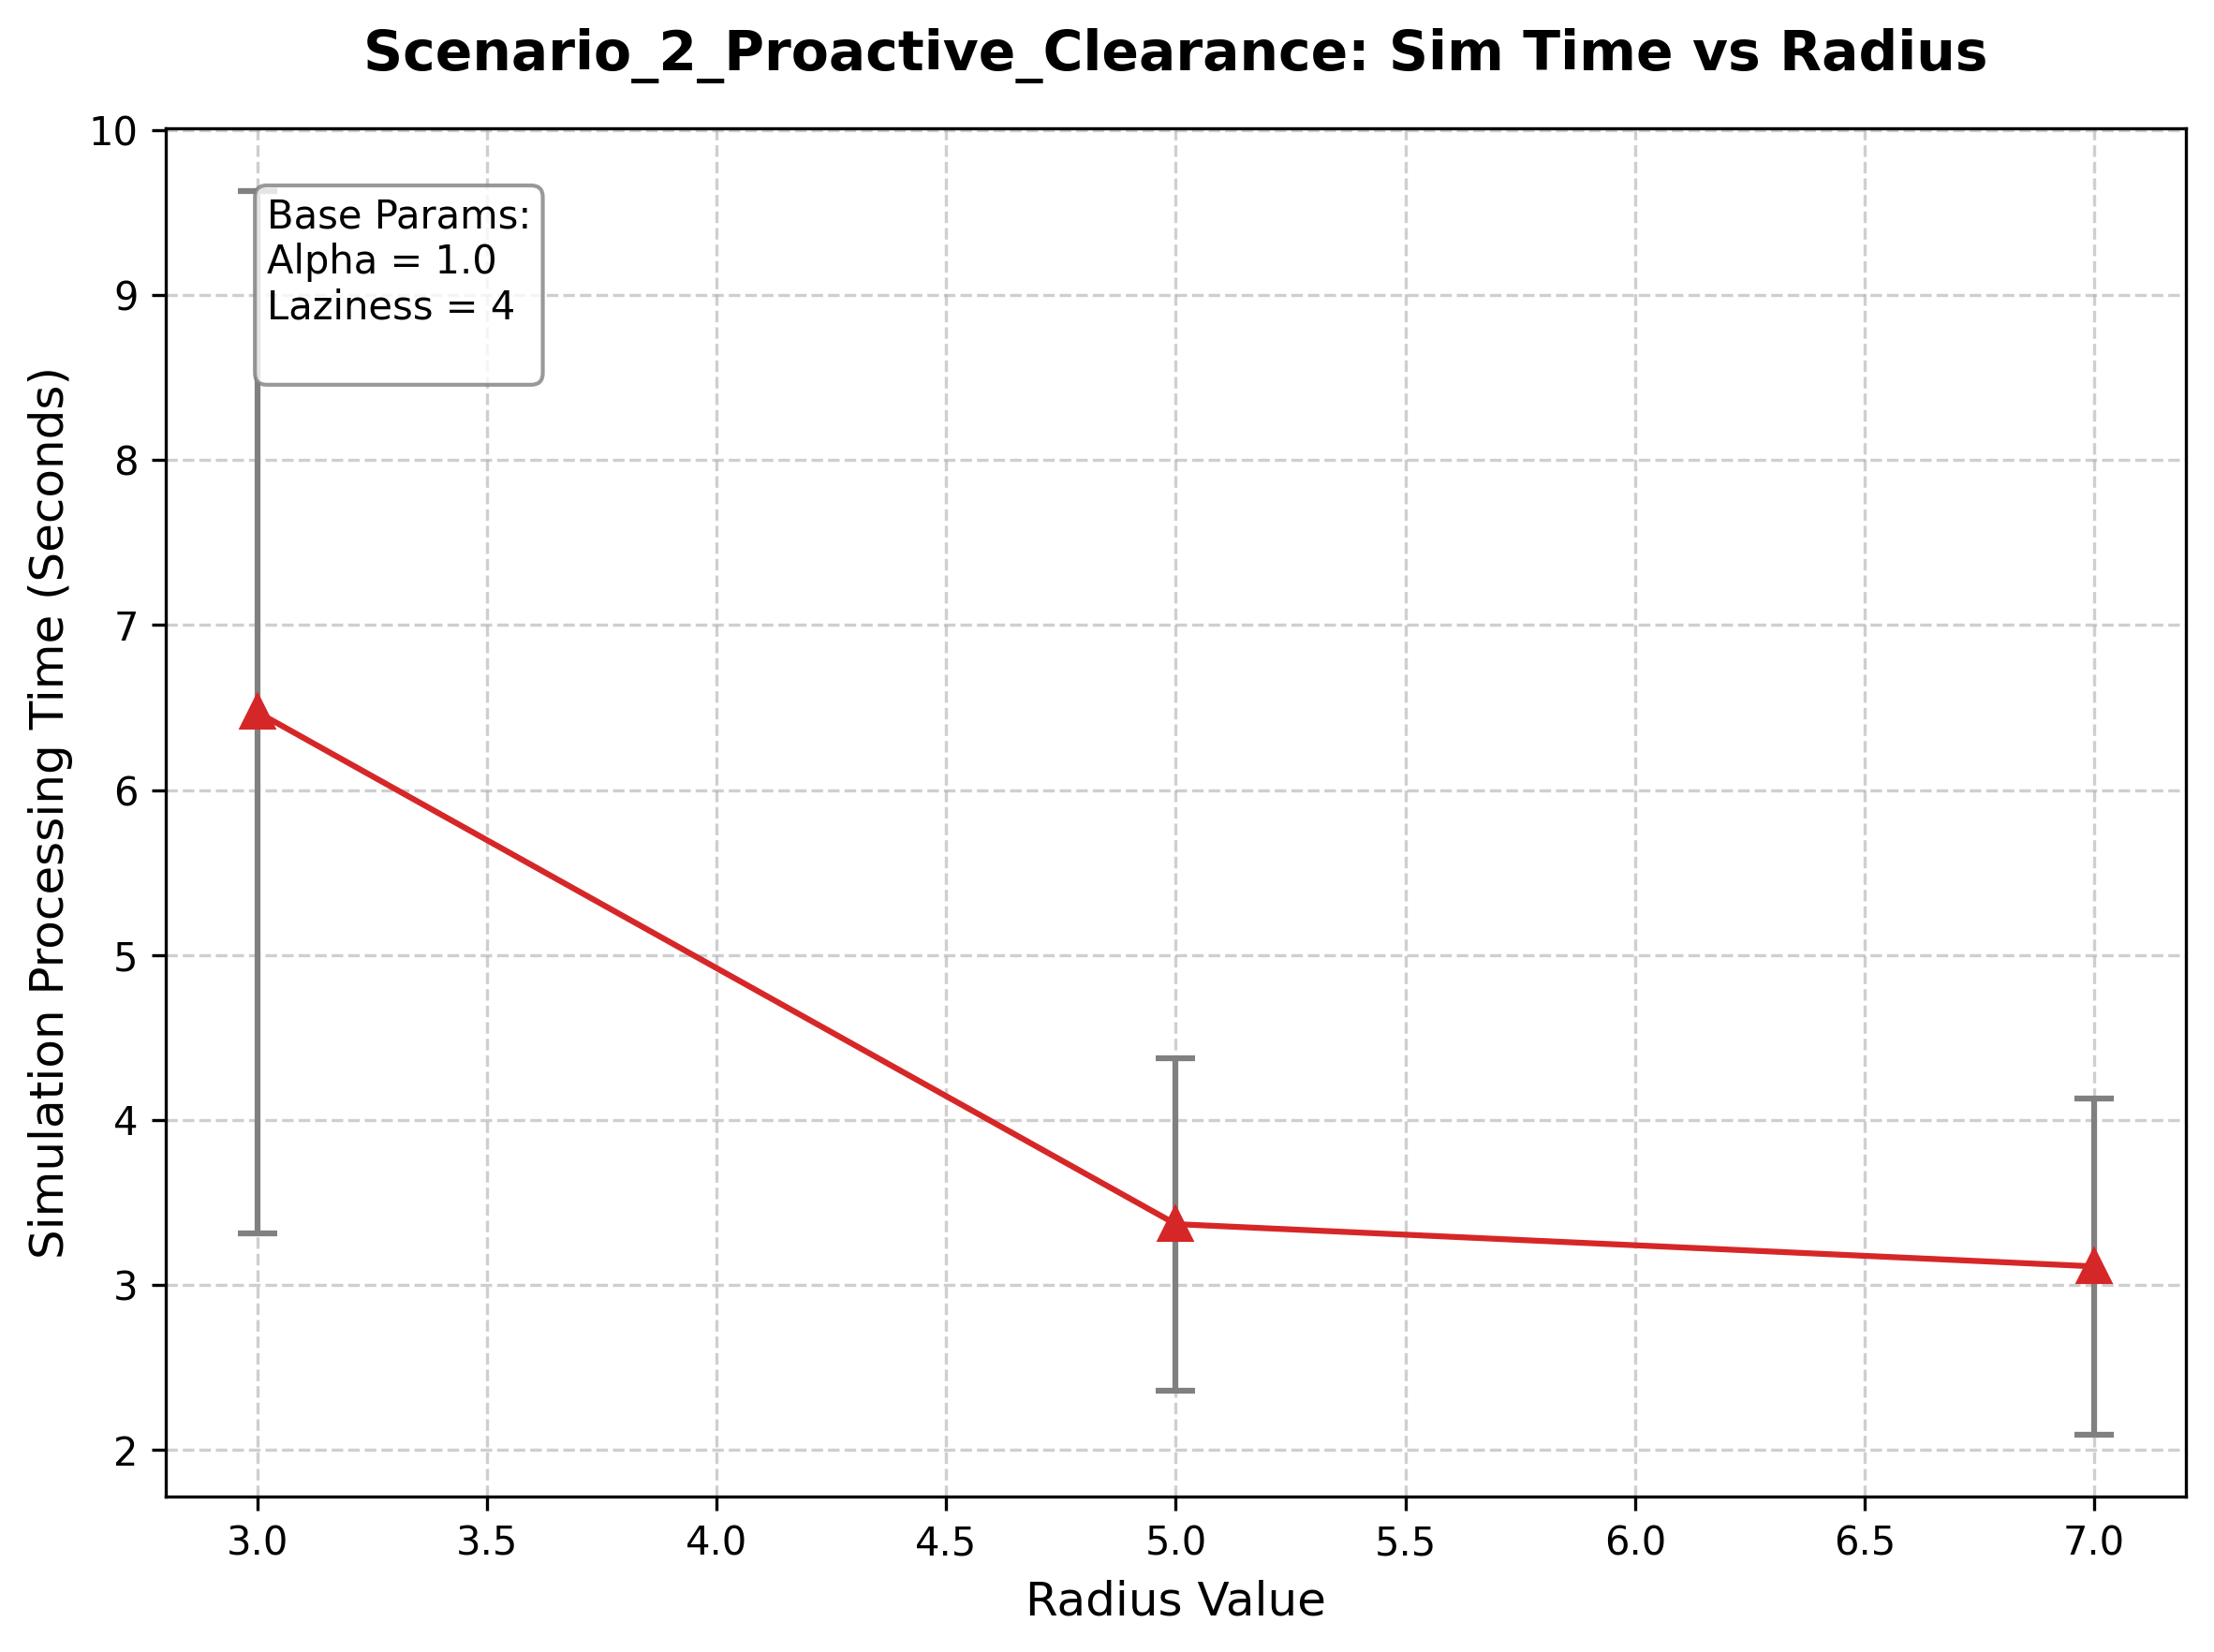 Scenario_2_Proactive_Clearance: Sim Time vs Radius
Simulation Processing Time (Seconds)
10
9
8
7
6
5
4
3
2
Base Params:
Alpha = 1.0
Laziness = 4
3.0 3.5 4.0 4.5 5.0 5.5 6.0 6.5 7.0
Radius Value